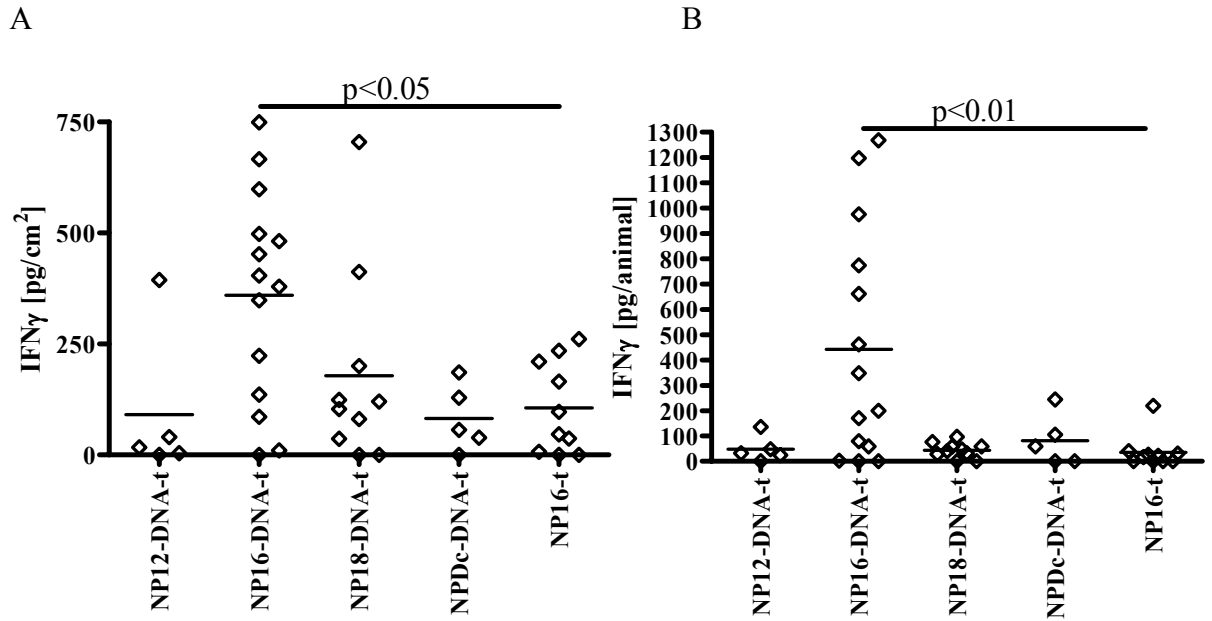 A
p<0.05
IFNγ [pg/cm²]
750
500
250
0
NP12-DNA-t
NP16-DNA-t
NP18-DNA-t
NPDc-DNA-t
NP16-t
B
p<0.01
IFNγ [pg/animal]
1300
1200
1100
1000
900
800
700
600
500
400
300
200
100
0
NP12-DNA-t
NP16-DNA-t
NP18-DNA-t
NPDc-DNA-t
NP16-t